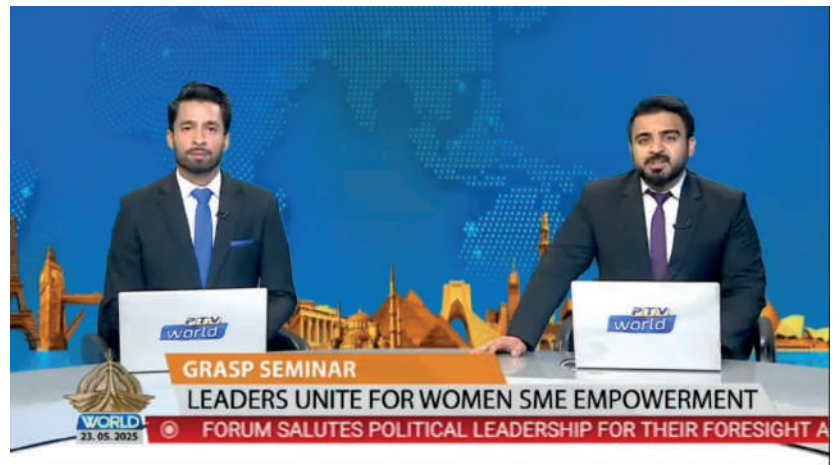 PTV
world
PTV
world
GRASP SEMINAR
LEADERS UNITE FOR WOMEN SME EMPOWERMENT
WORLD
23.05.2025
FORUM SALUTES POLITICAL LEADERSHIP FOR THEIR FORESIGHT A